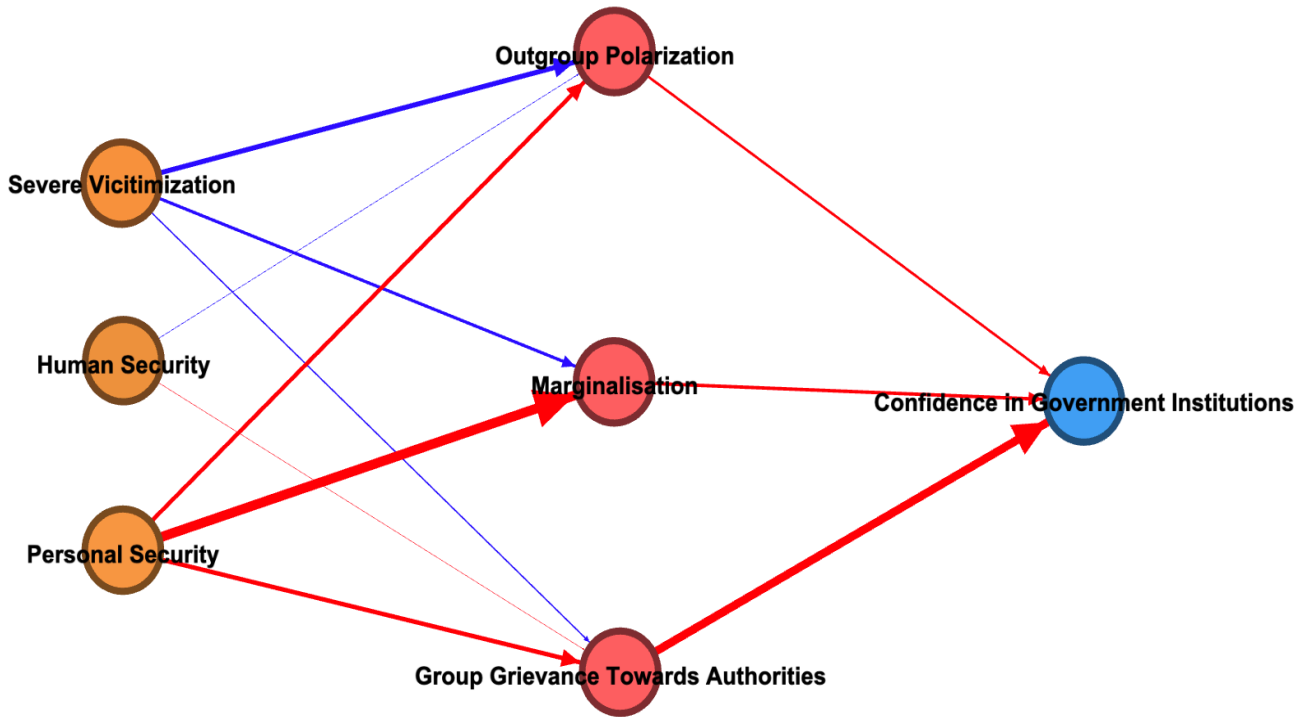 Outgroup Polarization
Severe Vicitimization
Human Security
Marginalisation
Confidence in Government Institutions
Personal Security
Group Grievance Towards Authorities